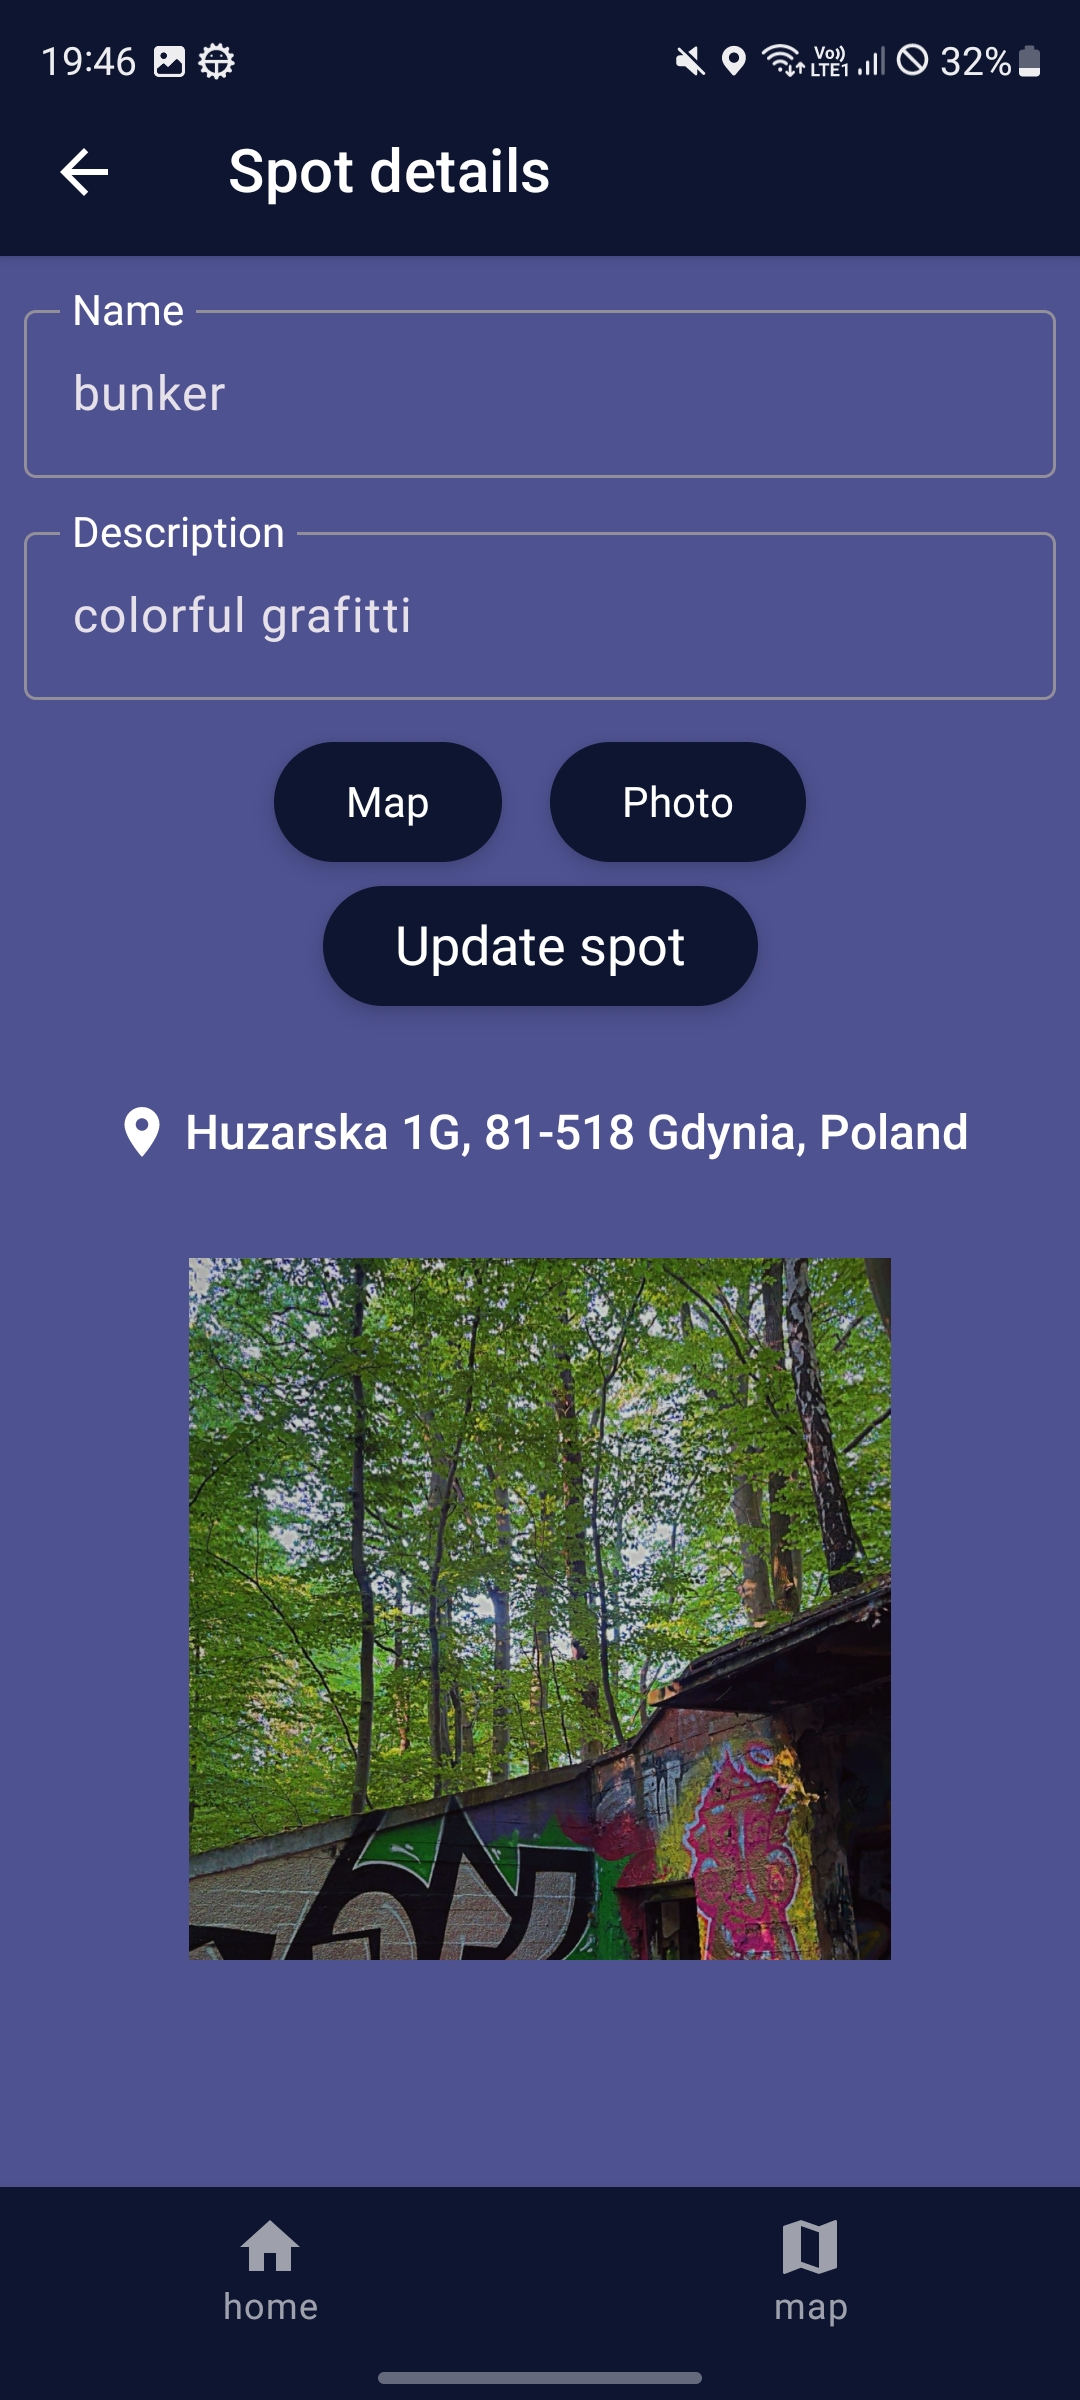 19:46 Vo)) LTE1 32%
Spot details
Name
bunker
Description
colorful grafitti
Map Photo
Update spot
Huzarska 1G, 81-518 Gdynia, Poland
home map